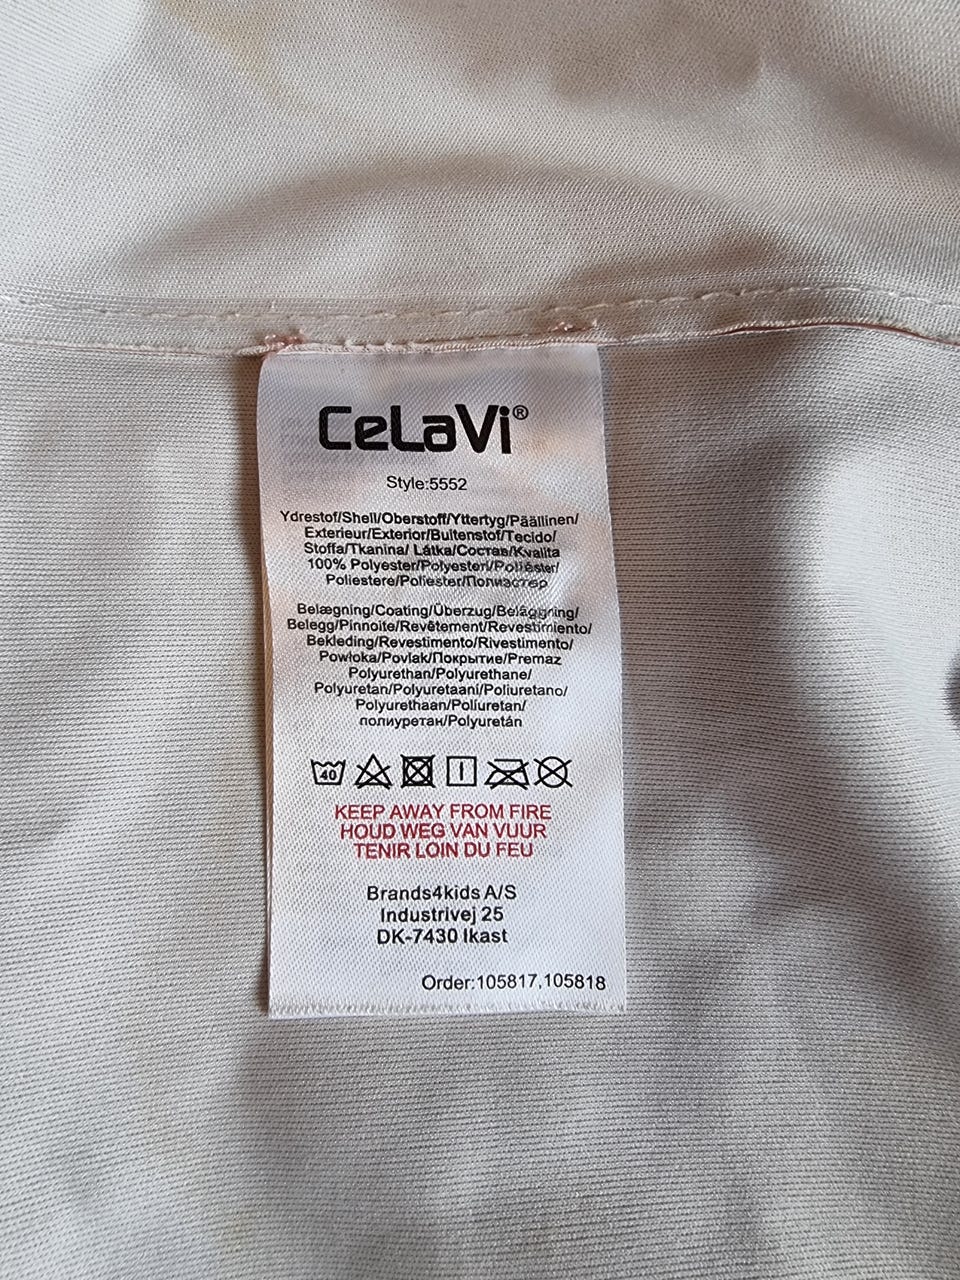 CeLaVi®
Style:5552
Ydrestof/Shell/Oberstoff/Yttertyg/Päällinen/
Exterieur/Exterior/Buitenstof/Tecido/
Stoffa/Tkanina/ Látka/Состав/Kvalita
100% Polyester/Polyesteri/Poliéster/
Poliestere/Poliester/Полиэстер
Belægning/Coating/Überzug/Beläggning/
Belegg/Pinnoite/Revêtement/Revestimiento/
Bekleding/Revestimento/Rivestimento/
Powłoka/Povlak/Покрытие/Premaz
Polyurethan/Polyurethane/
Polyuretan/Polyuretaani/Poliuretano/
Polyurethaan/Poliuretan/
полиуретан/Polyuretán
40
KEEP AWAY FROM FIRE
HOUD WEG VAN VUUR
TENIR LOIN DU FEU
Brands4kids A/S
Industrivej 25
DK-7430 Ikast
Order:105817,105818